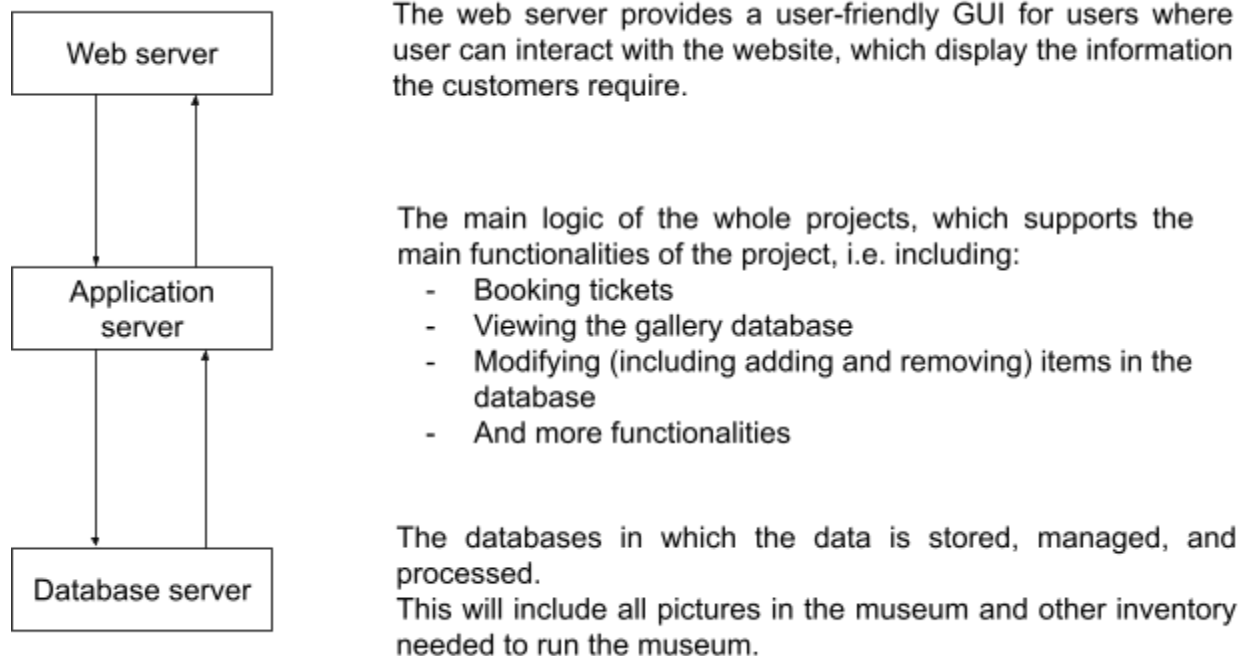 Web server
The web server provides a user-friendly GUI for users where
user can interact with the website, which display the information
the customers require.
Application
server
The main logic of the whole projects, which supports the
main functionalities of the project, i.e. including:
- Booking tickets
- Viewing the gallery database
- Modifying (including adding and removing) items in the
database
- And more functionalities
Database server
The databases in which the data is stored, managed, and
processed.
This will include all pictures in the museum and other inventory
needed to run the museum.